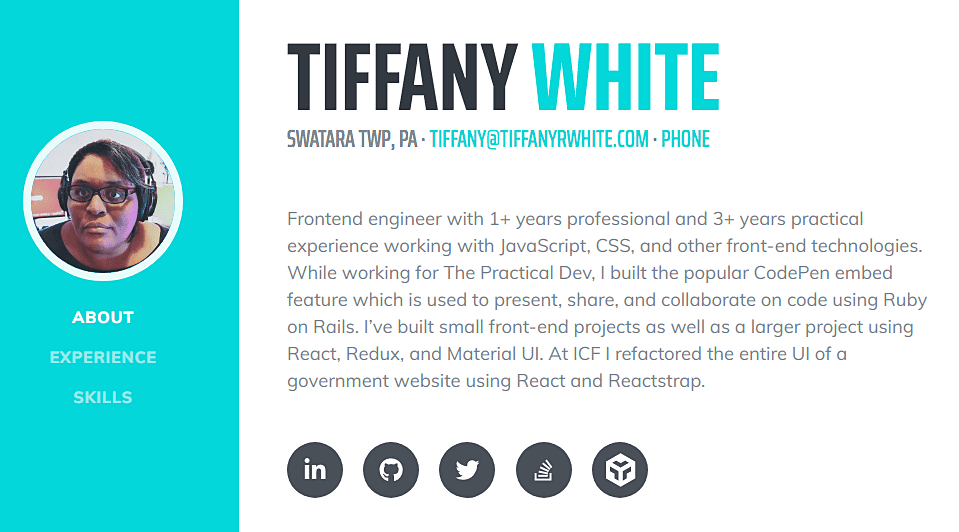 TIFFANY WHITE
SWATARA TWP, PA · TIFFANY@TIFFANYRWHITE.COM · PHONE
ABOUT
EXPERIENCE
SKILLS
Frontend engineer with 1+ years professional and 3+ years practical
experience working with JavaScript, CSS, and other front-end technologies.
While working for The Practical Dev, I built the popular CodePen embed
feature which is used to present, share, and collaborate on code using Ruby
on Rails. I’ve built small front-end projects as well as a larger project using
React, Redux, and Material UI. At ICF I refactored the entire UI of a
government website using React and Reactstrap.
in